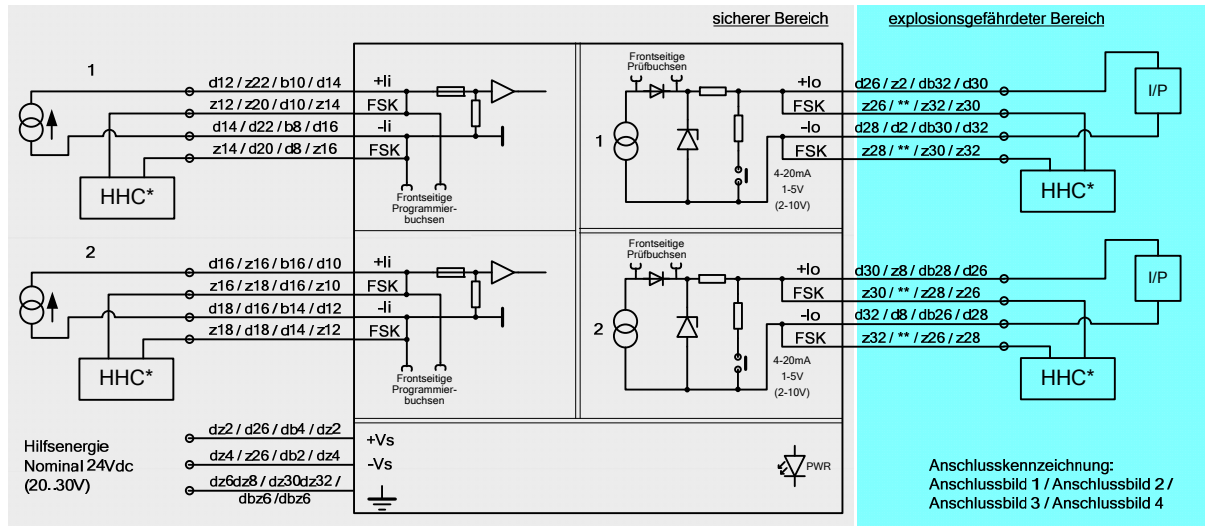 sicherer Bereich
explosionsgefährdeter Bereich
1
d12 / z22 / b10 / d14
+Ii
z12 / z20 / d10 / z14
FSK
d14 / d22 / b8 / d16
-Ii
z14 / d20 / d8 / z16
FSK
HHC*
Frontseitige
Programmier-
buchsen
Frontseitige
Prüfbuchsen
1
4-20mA
1-5V
(2-10V)
+Io
d26 / z2 / db32 / d30
FSK
z26 / ** / z32 / z30
-Io
d28 / d2 / db30 / d32
FSK
z28 / ** / z30 / z32
I/P
HHC*
2
d16 / z16 / b16 / d10
+Ii
z16 / z18 / d16 / z10
FSK
d18 / d16 / b14 / d12
-Ii
z18 / d18 / d14 / z12
FSK
HHC*
Frontseitige
Programmier-
buchsen
Frontseitige
Prüfbuchsen
2
4-20mA
1-5V
(2-10V)
+Io
d30 / z8 / db28 / d26
FSK
z30 / ** / z28 / z26
-Io
d32 / d8 / db26 / d28
FSK
z32 / ** / z26 / z28
I/P
HHC*
Hilfsenergie
Nominal 24Vdc
(20..30V)
dz2 / d26 / db4 / dz2
+Vs
dz4 / z26 / db2 / dz4
-Vs
dz6dz8 / dz30dz32 /
dbz6 /dbz6
PWR
Anschlusskennzeichnung:
Anschlussbild 1 / Anschlussbild 2 /
Anschlussbild 3 / Anschlussbild 4